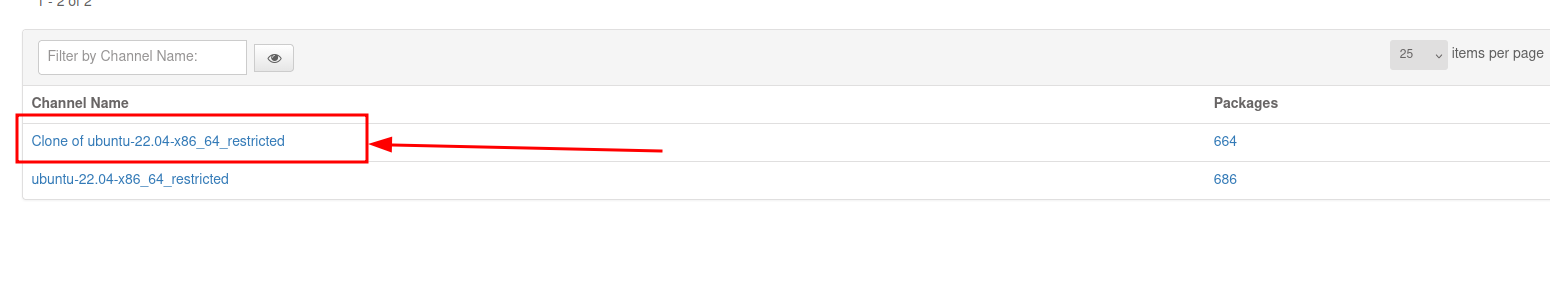 1 - 2 of 2
Filter by Channel Name:
25 items per page
Channel Name Packages
Clone of ubuntu-22.04-x86_64_restricted 664
ubuntu-22.04-x86_64_restricted 686